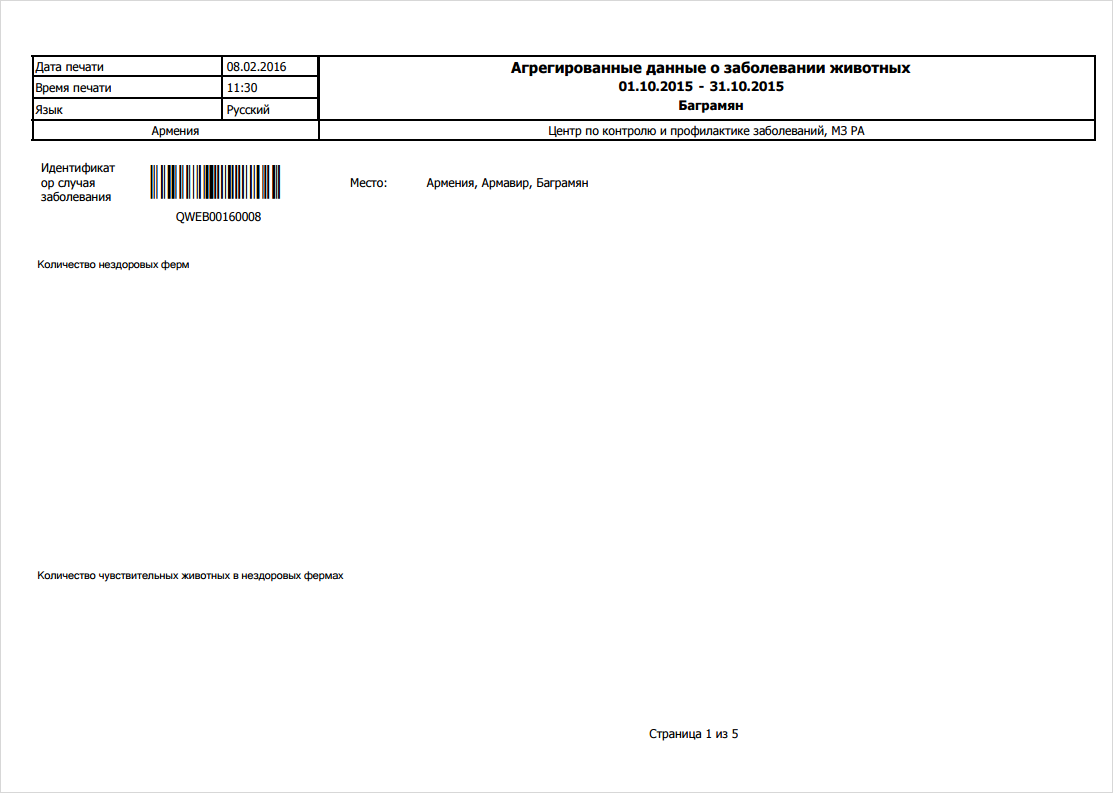 Дата печати 08.02.2016
Время печати 11:30
Язык Русский
Армения
Агрегированные данные о заболевании животных
01.10.2015 - 31.10.2015
Баграмян
Центр по контролю и профилактике заболеваний, МЗ РА
Идентификат
ор случая
заболевания
QWEB00160008
Место: Армения, Армавир, Баграмян
Количество нездоровых ферм
Количество чувствительных животных в нездоровых фермах
Страница 1 из 5